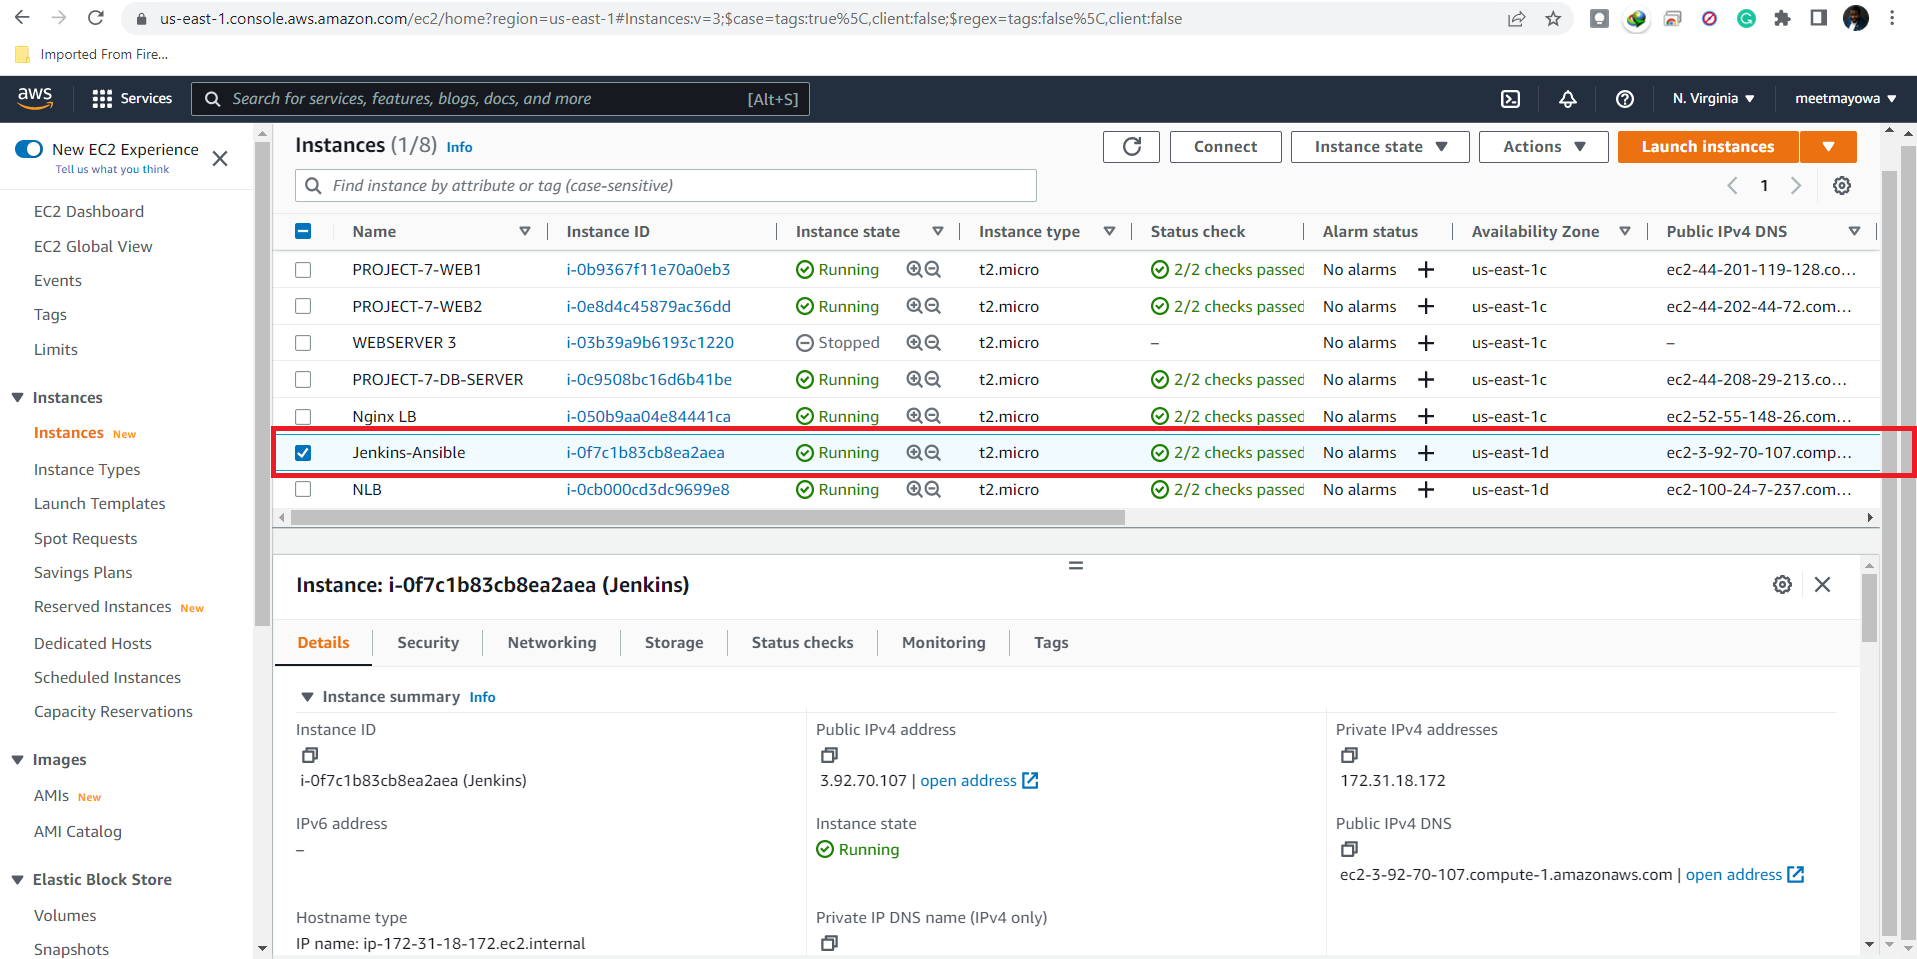 us-east-1.console.aws.amazon.com/ec2/home?region=us-east-1#Instances:v=3;$case=tags:true%5C,client:false;$regex=tags:false%5C,client:false
Imported From Fire...
aws
Services
Search for services, features, blogs, docs, and more
[Alt+S]
N. Virginia
meetmayowa
New EC2 Experience
Tell us what you think
EC2 Dashboard
EC2 Global View
Events
Tags
Limits
Instances
Instances New
Instance Types
Launch Templates
Spot Requests
Savings Plans
Reserved Instances New
Dedicated Hosts
Scheduled Instances
Capacity Reservations
Images
AMIs New
AMI Catalog
Elastic Block Store
Volumes
Snapshots
Instances (1/8) Info
Connect
Instance state
Actions
Launch instances
Find instance by attribute or tag (case-sensitive)
1
Name Instance ID Instance state Instance type Status check Alarm status Availability Zone Public IPv4 DNS
PROJECT-7-WEB1 i-0b9367f11e70a0eb3 Running t2.micro 2/2 checks passed No alarms + us-east-1c ec2-44-201-119-128.co...
PROJECT-7-WEB2 i-0e8d4c45879ac36dd Running t2.micro 2/2 checks passed No alarms + us-east-1c ec2-44-202-44-72.com...
WEBSERVER 3 i-03b39a9b6193c1220 Stopped t2.micro – No alarms + us-east-1c –
PROJECT-7-DB-SERVER i-0c9508bc16d6b41be Running t2.micro 2/2 checks passed No alarms + us-east-1c ec2-44-208-29-213.co...
Nginx LB i-050b9aa04e84441ca Running t2.micro 2/2 checks passed No alarms + us-east-1c ec2-52-55-148-26.com...
Jenkins-Ansible i-0f7c1b83cb8ea2aea Running t2.micro 2/2 checks passed No alarms + us-east-1d ec2-3-92-70-107.comp...
NLB i-0cb000cd3dc9699e8 Running t2.micro 2/2 checks passed No alarms + us-east-1d ec2-100-24-7-237.com...
Instance: i-0f7c1b83cb8ea2aea (Jenkins)
Details Security Networking Storage Status checks Monitoring Tags
Instance summary Info
Instance ID
i-0f7c1b83cb8ea2aea (Jenkins)
Public IPv4 address
3.92.70.107 | open address
Private IPv4 addresses
172.31.18.172
IPv6 address
–
Instance state
Running
Public IPv4 DNS
ec2-3-92-70-107.compute-1.amazonaws.com | open address
Hostname type
IP name: ip-172-31-18-172.ec2.internal
Private IP DNS name (IPv4 only)